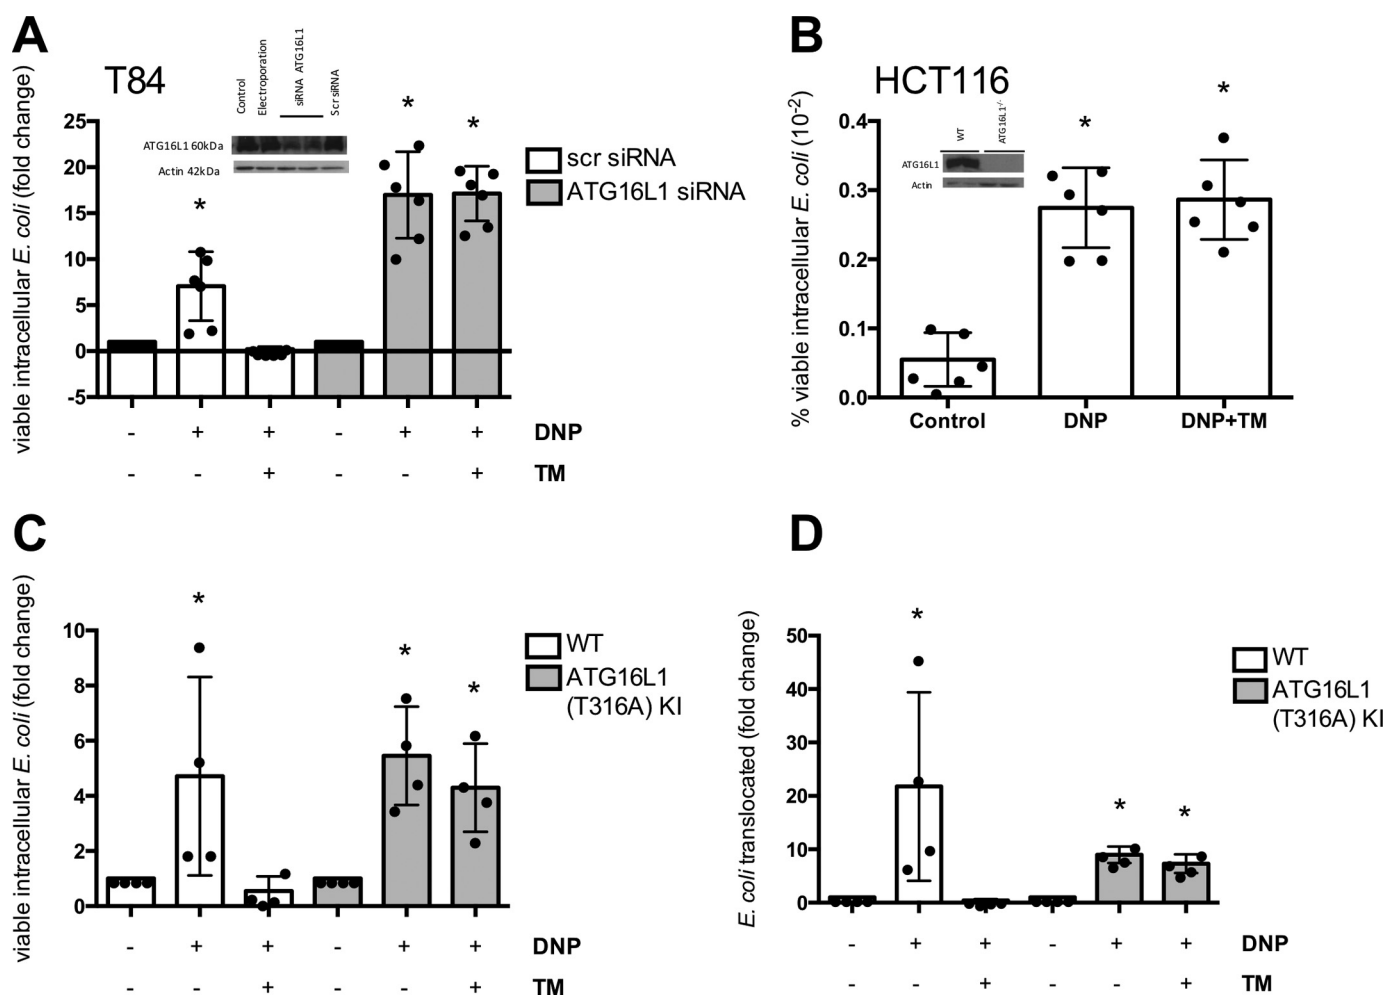 A
T84
Control
Electroporation
siRNA ATG16L1
Scr siRNA
ATG16L1 60kDa
Actin 42kDa
viable intracellular E. coli (fold change)
25
20
15
10
5
0
-5
* * *
scr siRNA
ATG16L1 siRNA
- + + - + + DNP
- - + - - + TM
B
HCT116
WT
ATG16L1-/-
ATG16L1
Actin
% viable intracellular E. coli (10-2)
0.4
0.3
0.2
0.1
0.0
* *
Control DNP DNP+TM
C
viable intracellular E. coli (fold change)
10
8
6
4
2
0
* * *
WT
ATG16L1
(T316A) KI
- + + - + + DNP
- - + - - + TM
D
E. coli translocated (fold change)
50
40
30
20
10
0
* * *
WT
ATG16L1
(T316A) KI
- + + - + + DNP
- - + - - + TM